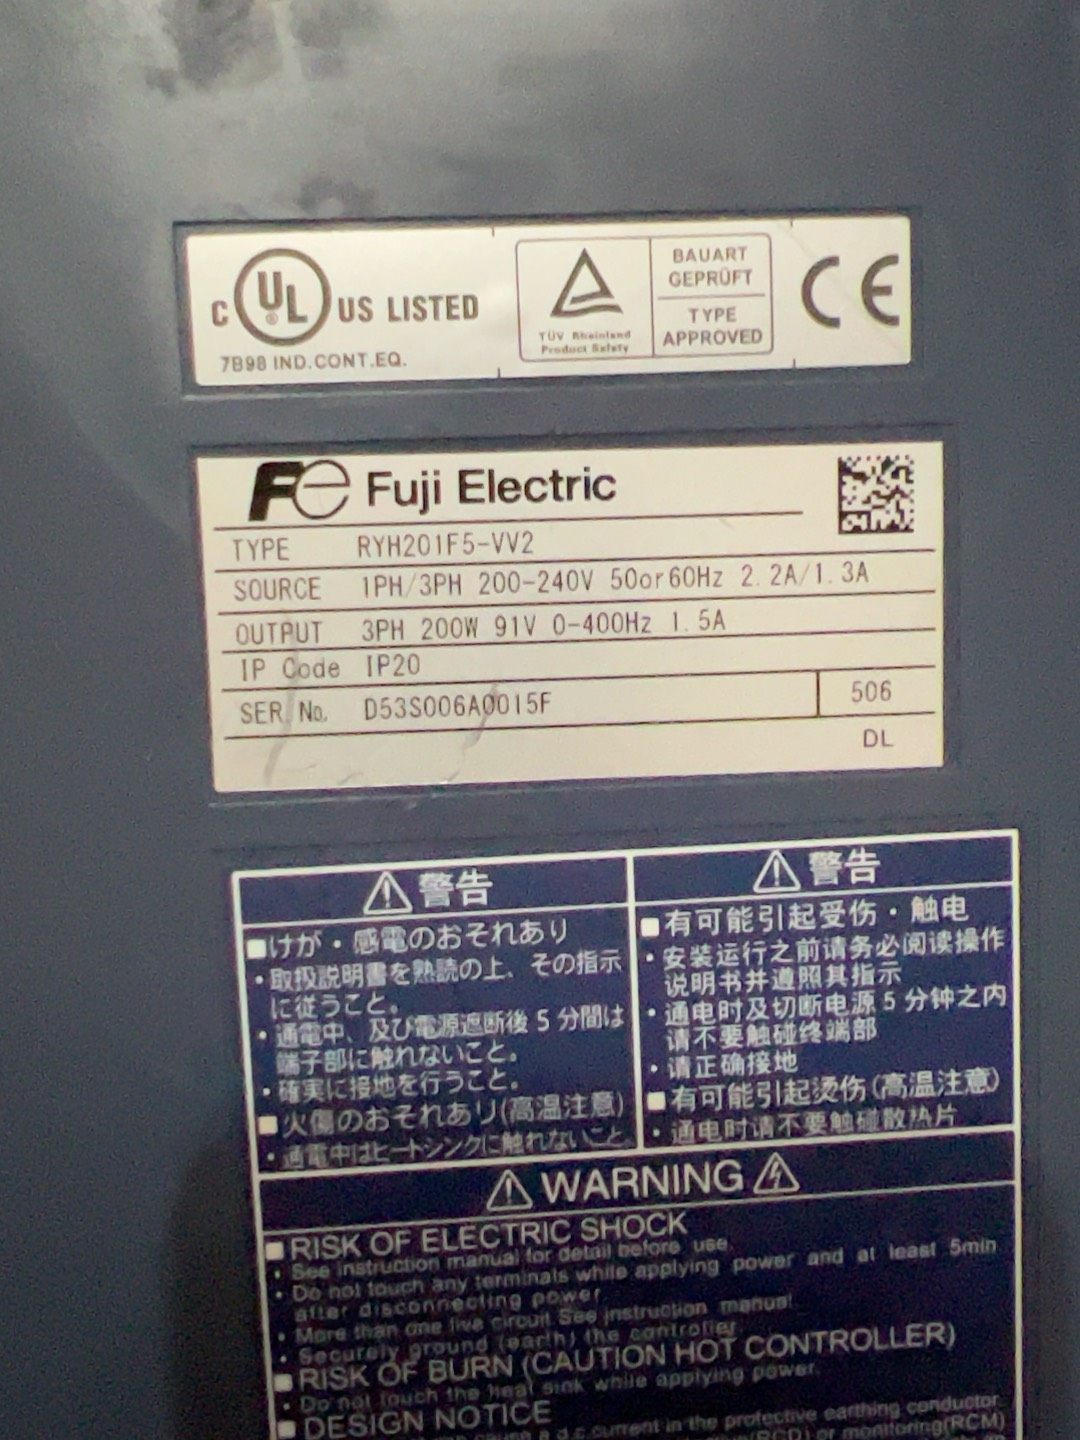 C UL ® US LISTED
7B98 IND.CONT.EQ.
TÜV Rheinland
Product Safety
BAUART
GEPRÜFT
TYPE
APPROVED
CE
Fe Fuji Electric
TYPE RYH201F5-VV2
SOURCE 1PH/3PH 200-240V 50or60Hz 2.2A/1.3A
OUTPUT 3PH 200W 91V 0-400Hz 1.5A
IP Code IP20
SER No. D53S006A0015F 506
DL
警告
■けが・感電のおそれあり
・取扱説明書を熟読の上、その指示
に従うこと。
・通電中、及び電源遮断後5分間は
端子部に触れないこと。
・確実に接地を行うこと。
■火傷のおそれあり(高温注意)
・通電中はヒートシンクに触れないこと
警告
■有可能引起受伤・触电
・安装运行之前请务必阅读操作
说明书并遵照其指示
・通电时及切断电源5分钟之内
请不要触碰终端部
・请正确接地
■有可能引起烫伤(高温注意)
・通电时请不要触碰散热片
WARNING
■RISK OF ELECTRIC SHOCK
・See instruction manual for detail before use.
・Do not touch any terminals while applying power and at least 5min
after disconnecting power.
・More than one live circuit. See instruction manual.
・Securely ground (earth) the controller.
■RISK OF BURN (CAUTION HOT CONTROLLER)
・Do not touch the heat sink while applying power.
■DESIGN NOTICE
cause a d.c.current in the protective earthing conductor.
(RCD) or monitoring(RCM)